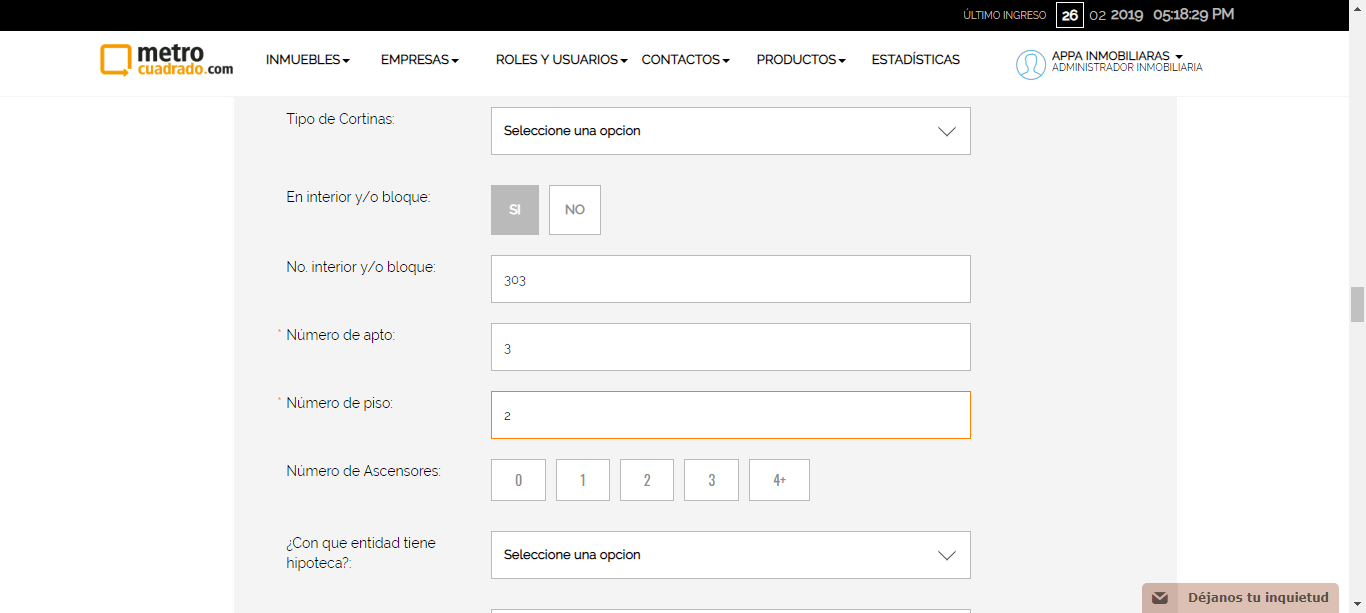 ÚLTIMO INGRESO 26 02 2019 05:18:29 PM
metro
cuadrado.com
INMUEBLES EMPRESAS ROLES Y USUARIOS CONTACTOS PRODUCTOS ESTADÍSTICAS
APPA INMOBILIARAS
ADMINISTRADOR INMOBILIARIA
Tipo de Cortinas: Seleccione una opcion
En interior y/o bloque: SI NO
No. interior y/o bloque: 303
* Número de apto: 3
* Número de piso: 2
Número de Ascensores: 0 1 2 3 4+
¿Con que entidad tiene
hipoteca?: Seleccione una opcion
Déjanos tu inquietud